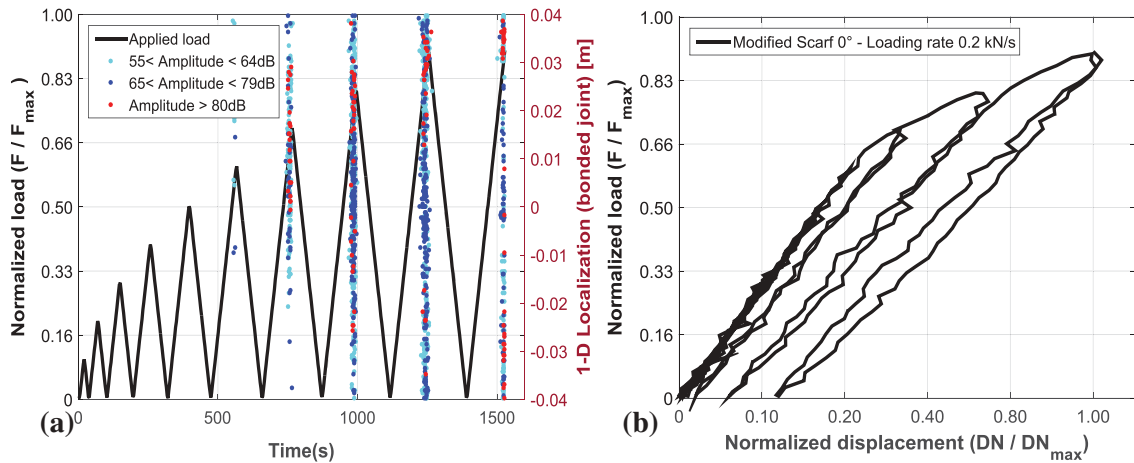 Normalized load (F / Fmax)
1.00
0.83
0.66
0.50
0.33
0.16
0
Applied load
55< Amplitude < 64dB
65< Amplitude < 79dB
Amplitude > 80dB
0.04
0.03
0.02
0.01
0
-0.01
-0.02
-0.03
-0.04
1-D Localization (bonded joint) [m]
0
500
1000
1500
(a)
Time(s)
Normalized load (F / Fmax)
1.00
0.83
0.66
0.50
0.33
0.16
0
Modified Scarf 0° - Loading rate 0.2 kN/s
0
0.10
0.20
0.40
0.80
1.00
(b)
Normalized displacement (DN / DNmax)